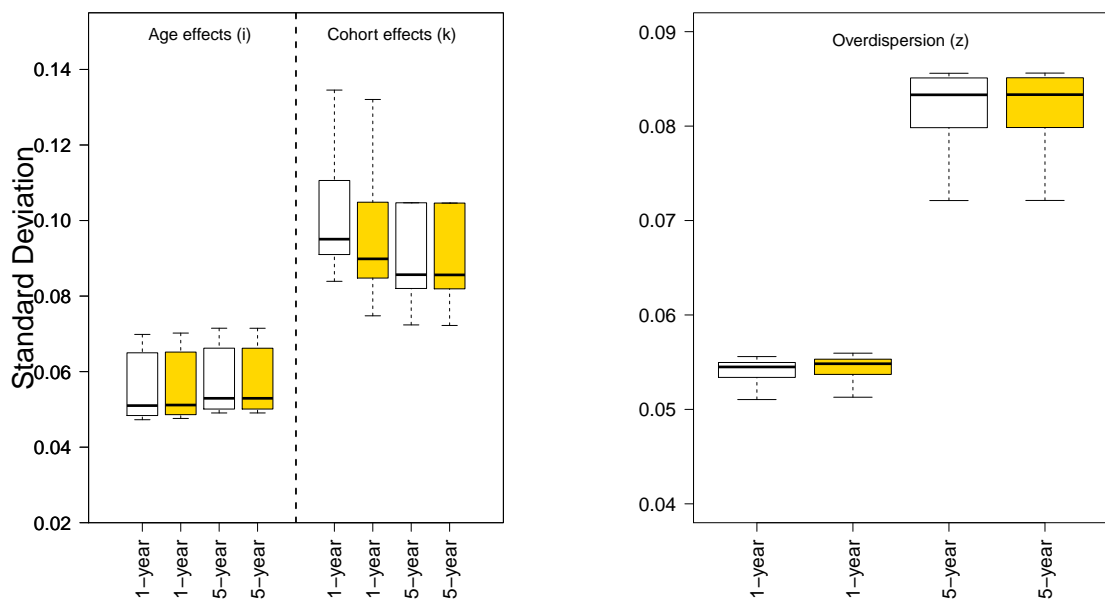 Age effects (i)
Cohort effects (k)
Standard Deviation
0.14
0.12
0.10
0.08
0.06
0.04
0.02
1−year
1−year
5−year
5−year
1−year
1−year
5−year
5−year
Overdispersion (z)
0.09
0.08
0.07
0.06
0.05
0.04
1−year
1−year
5−year
5−year